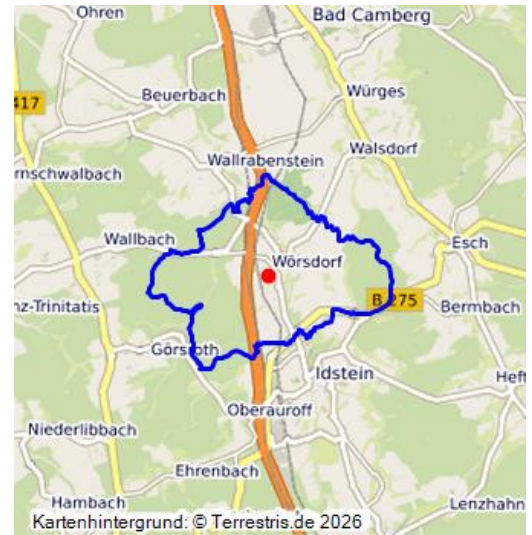 Ohren
Bad Camberg
417
Beuerbach
Würges
Wallrabenstein
Walsdorf
rnschwalbach
Wallbach
Esch
Wörsdorf
nz-Trinitatis
B 275
Bermbach
Görsroth
Idstein
Heft
Oberauroff
Niederlibbach
Ehrenbach
Hambach
Lenzhahn
Kartenhintergrund: © Terrestris.de 2026